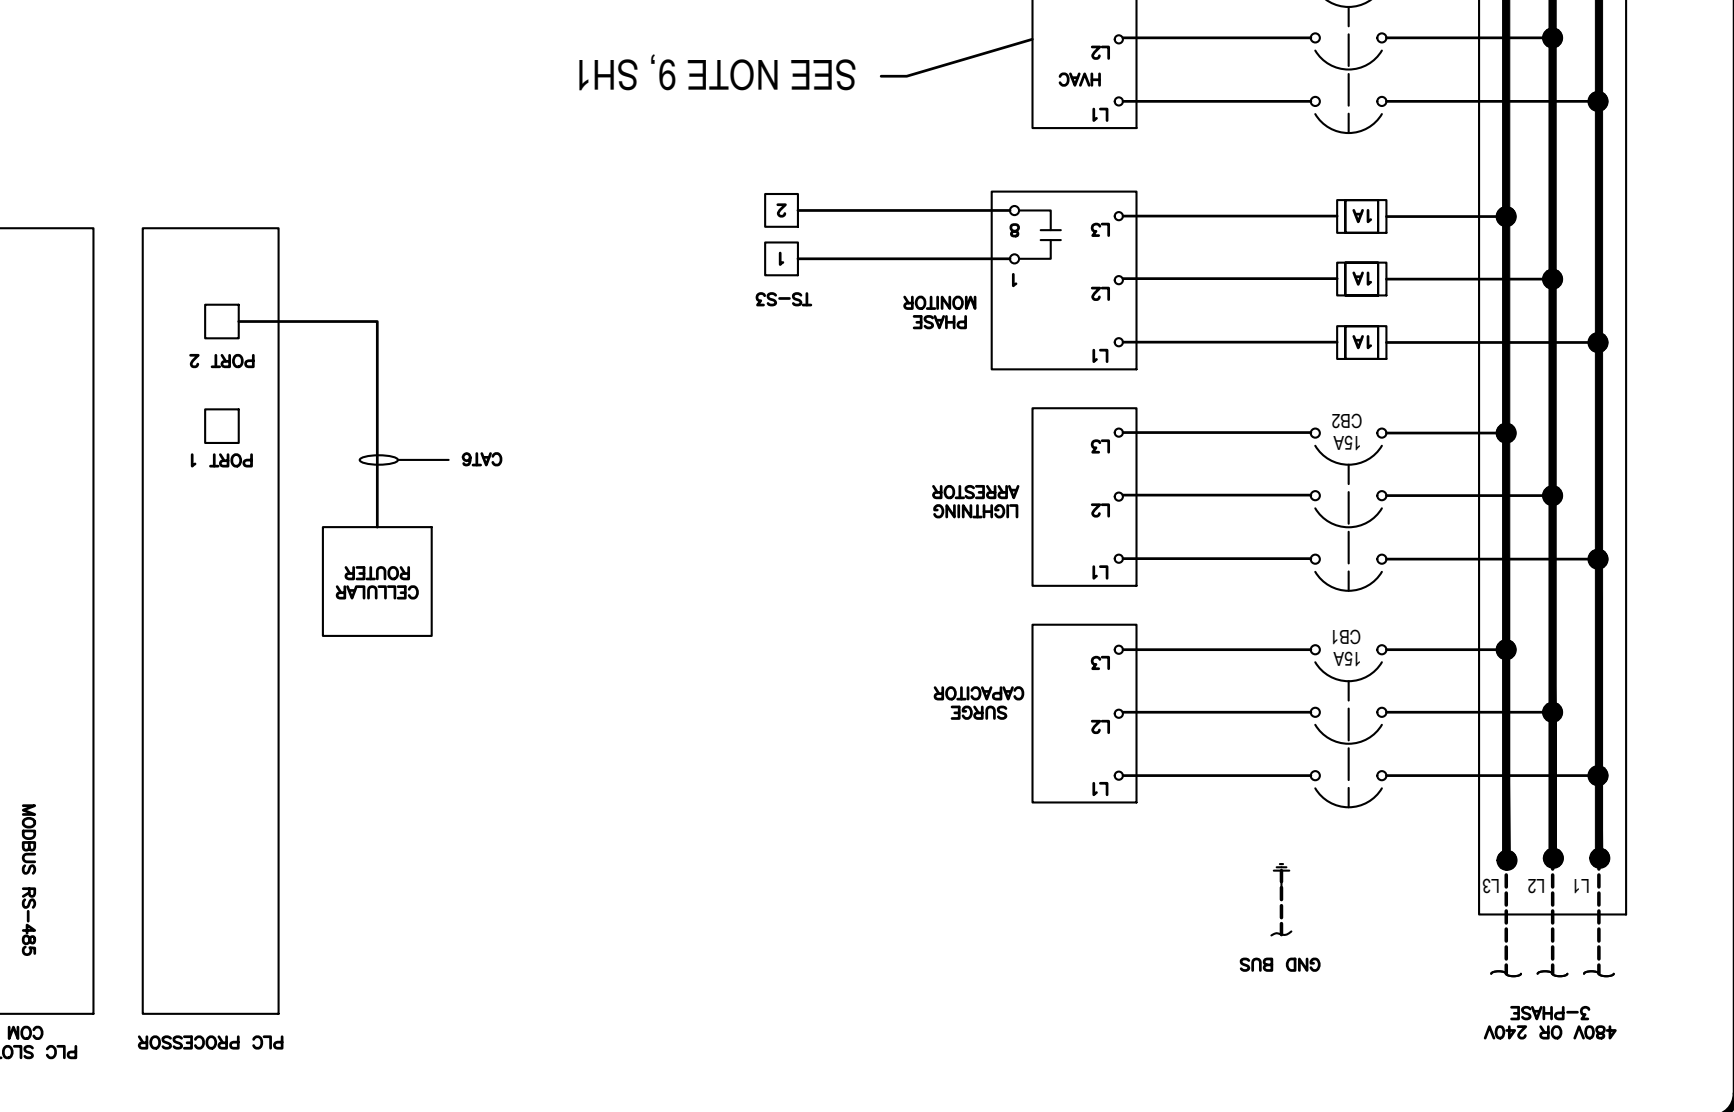 480V OR 240V
3-PHASE
L1
L2
L3
GND BUS
L1
L2
L3
15A
CB1
SURGE
CAPACITOR
L1
L2
L3
15A
CB2
LIGHTNING
ARRESTOR
L1
L2
L3
1A
1A
1A
PHASE
MONITOR
1
8
TS-S3
1
2
L1
HVAC
L2
SEE NOTE 9, SH1
PLC PROCESSOR
CELLULAR
ROUTER
CAT6
PORT 1
PORT 2
PLC SLOT
COM
MODBUS RS-485